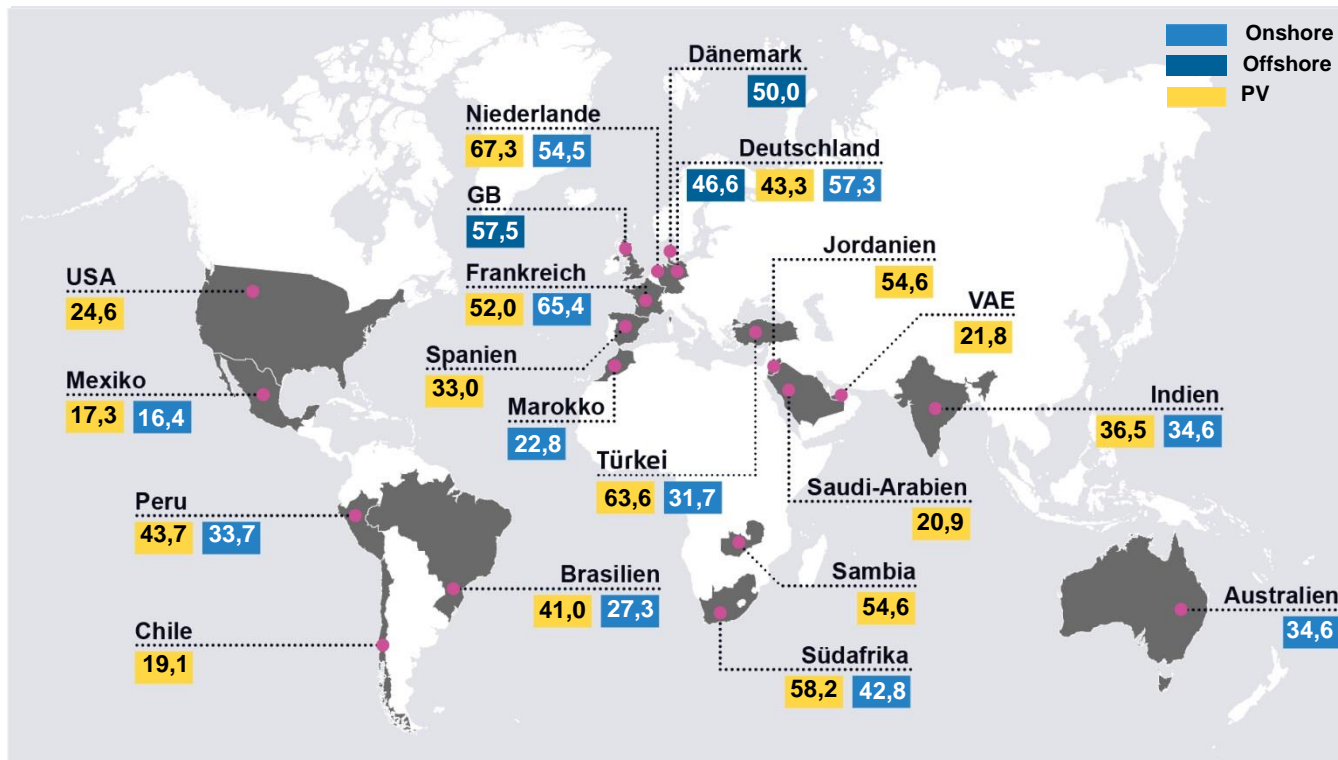 Onshore
Offshore
PV
Dänemark
50,0
Niederlande
67,3 54,5
Deutschland
46,6 43,3 57,3
GB
57,5
Jordanien
54,6
USA
24,6
Frankreich
52,0 65,4
VAE
21,8
Spanien
33,0
Mexiko
17,3 16,4
Marokko
22,8
Indien
36,5 34,6
Türkei
63,6 31,7
Saudi-Arabien
20,9
Peru
43,7 33,7
Brasilien
41,0 27,3
Sambia
54,6
Australien
34,6
Chile
19,1
Südafrika
58,2 42,8